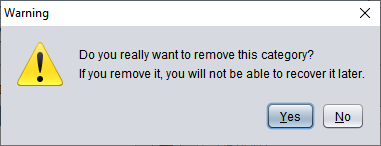 Warning
Do you really want to remove this category?
If you remove it, you will not be able to recover it later.
Yes No